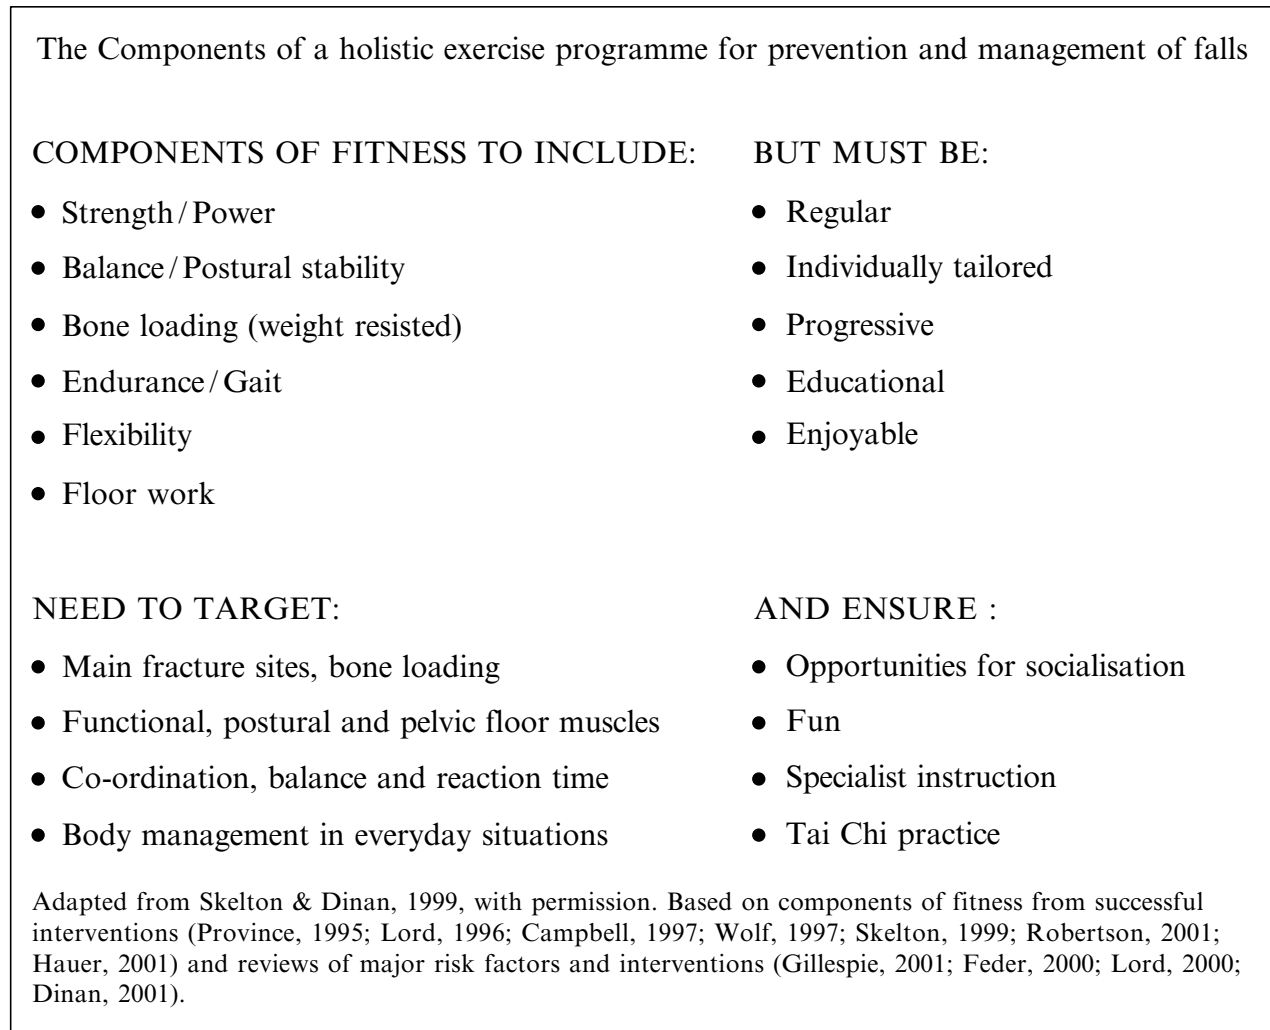 The Components of a holistic exercise programme for prevention and management of falls
COMPONENTS OF FITNESS TO INCLUDE:
• Strength/Power
• Balance/Postural stability
• Bone loading (weight resisted)
• Endurance/Gait
• Flexibility
• Floor work
BUT MUST BE:
• Regular
• Individually tailored
• Progressive
• Educational
• Enjoyable
NEED TO TARGET:
• Main fracture sites, bone loading
• Functional, postural and pelvic floor muscles
• Co-ordination, balance and reaction time
• Body management in everyday situations
AND ENSURE :
• Opportunities for socialisation
• Fun
• Specialist instruction
• Tai Chi practice
Adapted from Skelton & Dinan, 1999, with permission. Based on components of fitness from successful
interventions (Province, 1995; Lord, 1996; Campbell, 1997; Wolf, 1997; Skelton, 1999; Robertson, 2001;
Hauer, 2001) and reviews of major risk factors and interventions (Gillespie, 2001; Feder, 2000; Lord, 2000;
Dinan, 2001).